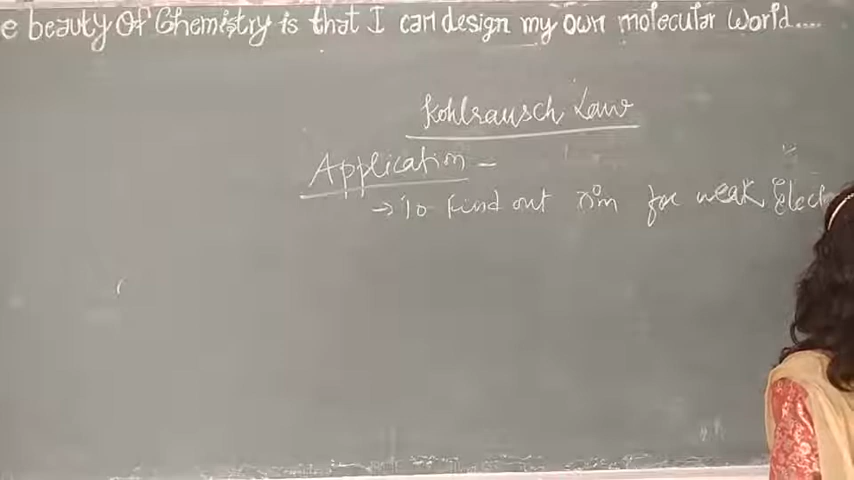 e beauty Of Chemistry is that I can design my own molecular world....
Kohlrausch Law
Application -
→ To Find out λ°m for weak Elect